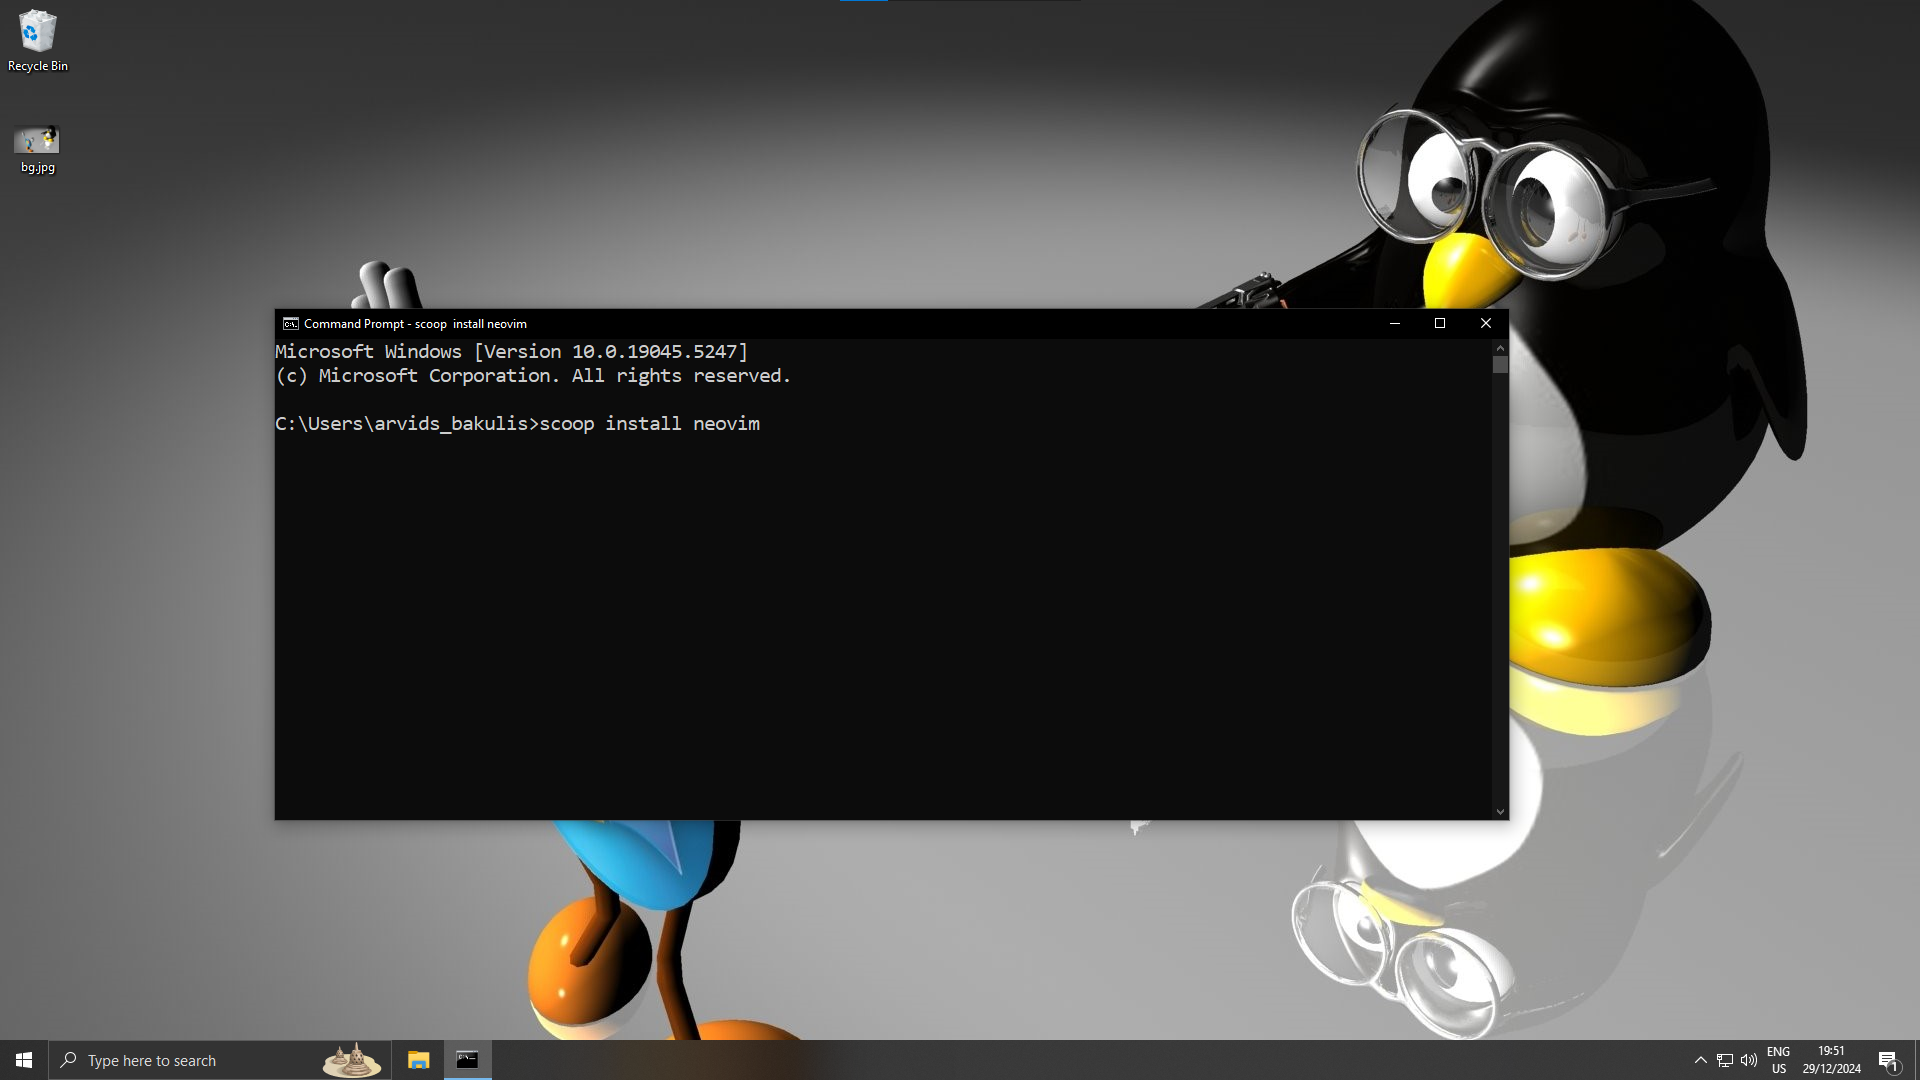 Recycle Bin
bg.jpg
Command Prompt - scoop  install neovim
Microsoft Windows [Version 10.0.19045.5247]
(c) Microsoft Corporation. All rights reserved.
C:\Users\arvids_bakulis>scoop install neovim
Type here to search
ENG
US
19:51
29/12/2024
1